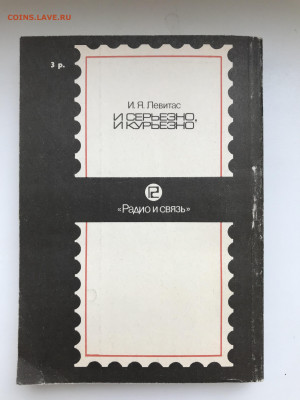 COINS.LAVE.RU
3 р.
И. Я. Левитас
И СЕРЬЕЗНО,
И КУРЬЕЗНО
«Радио и связь»